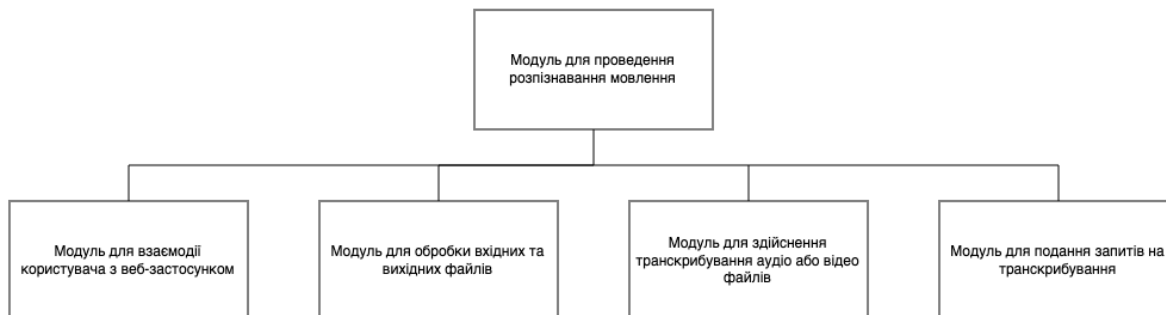 Модуль для проведення
розпізнавання мовлення
Модуль для взаємодії
користувача з веб-застосунком
Модуль для обробки вхідних та
вихідних файлів
Модуль для здійснення
транскрибування аудіо або відео
файлів
Модуль для подання запитів на
транскрибування